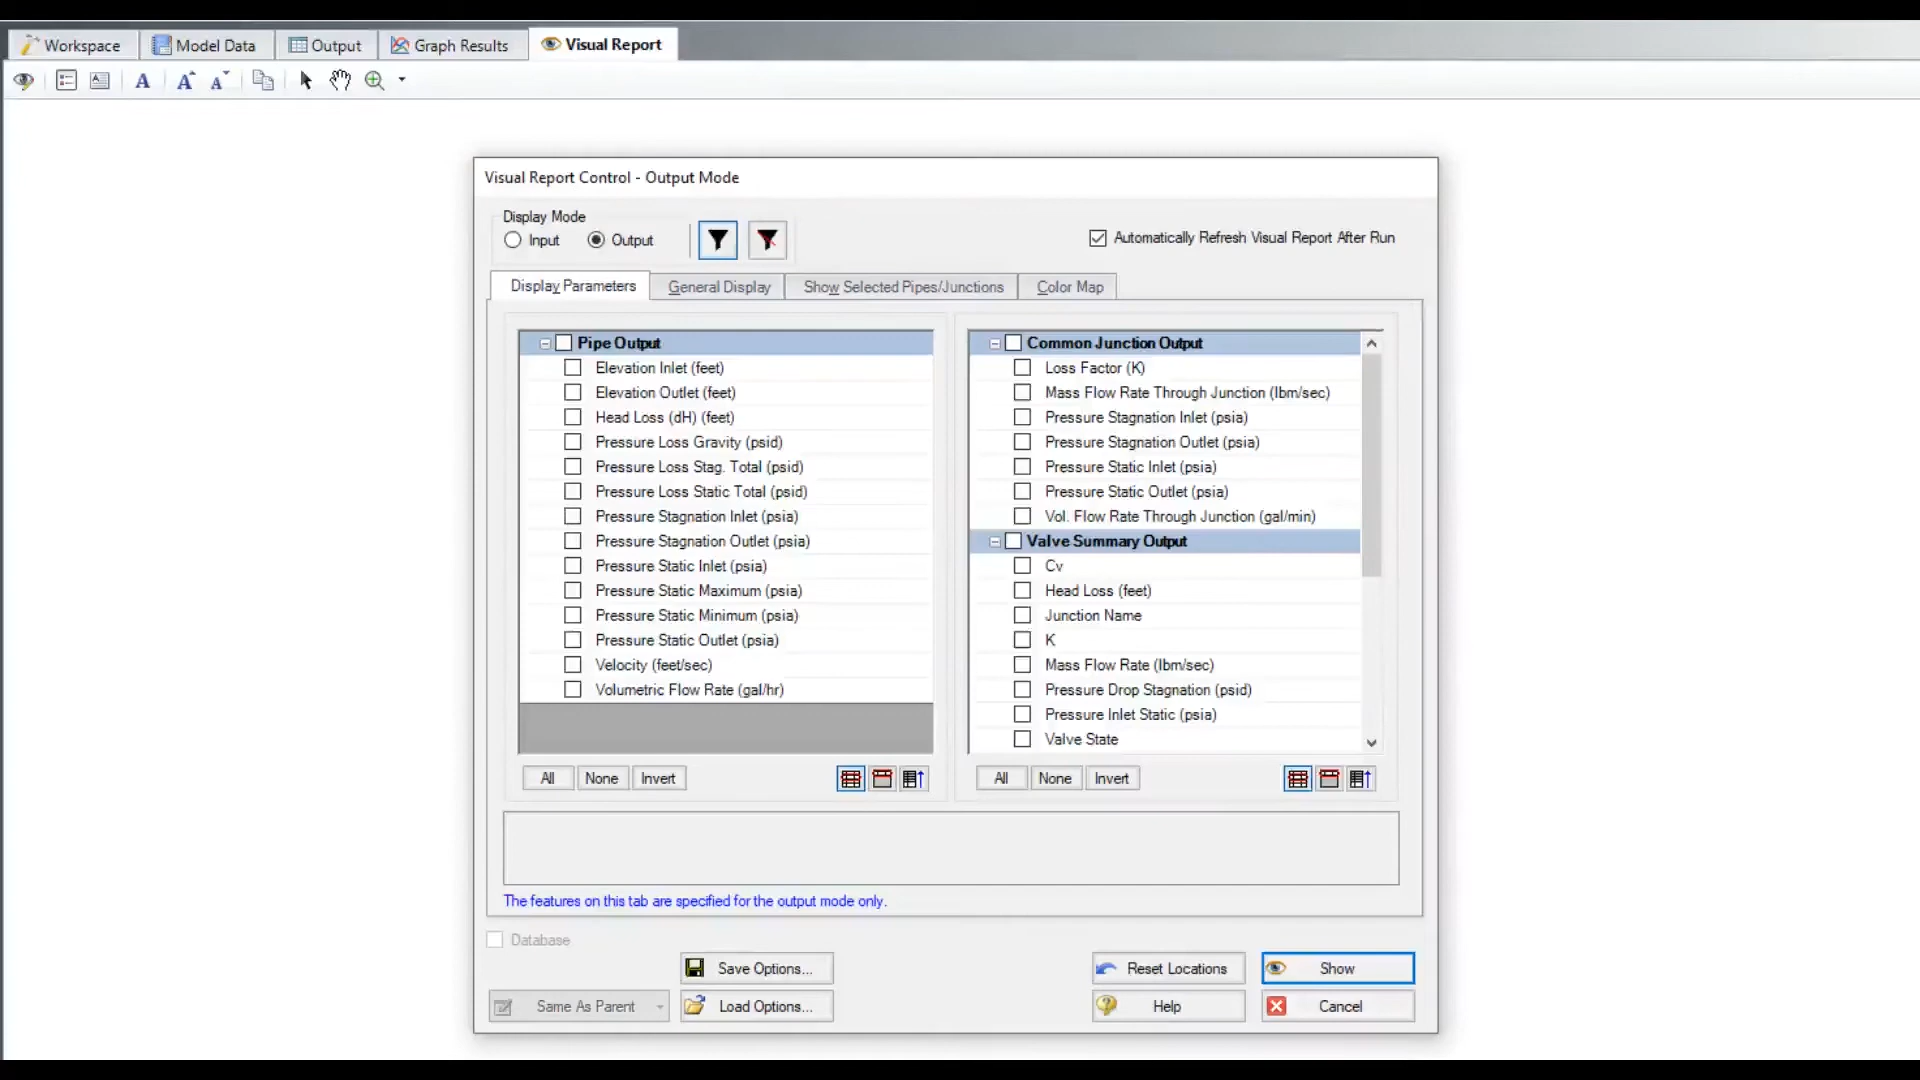 Workspace
Model Data
Output
Graph Results
Visual Report
Visual Report Control - Output Mode
Display Mode
Input
Output
Automatically Refresh Visual Report After Run
Display Parameters
General Display
Show Selected Pipes/Junctions
Color Map
Pipe Output
Elevation Inlet (feet)
Elevation Outlet (feet)
Head Loss (dH) (feet)
Pressure Loss Gravity (psid)
Pressure Loss Stag. Total (psid)
Pressure Loss Static Total (psid)
Pressure Stagnation Inlet (psia)
Pressure Stagnation Outlet (psia)
Pressure Static Inlet (psia)
Pressure Static Maximum (psia)
Pressure Static Minimum (psia)
Pressure Static Outlet (psia)
Velocity (feet/sec)
Volumetric Flow Rate (gal/hr)
All
None
Invert
Common Junction Output
Loss Factor (K)
Mass Flow Rate Through Junction (lbm/sec)
Pressure Stagnation Inlet (psia)
Pressure Stagnation Outlet (psia)
Pressure Static Inlet (psia)
Pressure Static Outlet (psia)
Vol. Flow Rate Through Junction (gal/min)
Valve Summary Output
Cv
Head Loss (feet)
Junction Name
K
Mass Flow Rate (lbm/sec)
Pressure Drop Stagnation (psid)
Pressure Inlet Static (psia)
Valve State
All
None
Invert
The features on this tab are specified for the output mode only.
Database
Save Options...
Reset Locations
Show
Same As Parent
Load Options...
Help
Cancel